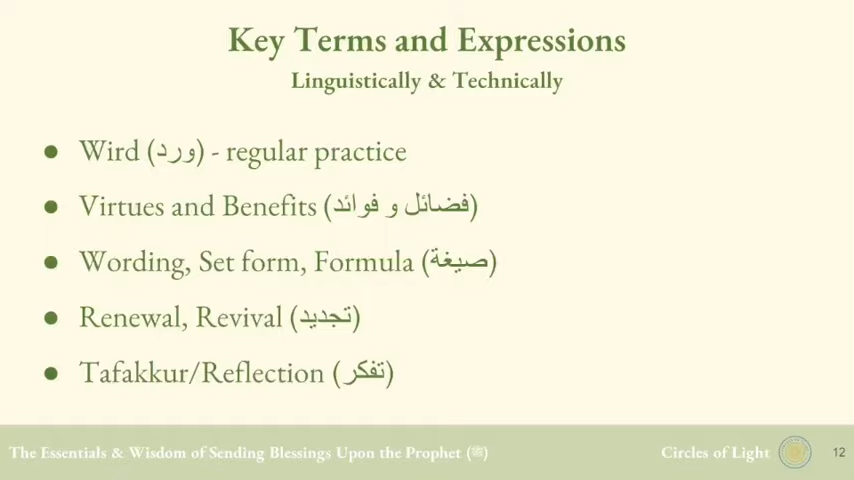 Key Terms and Expressions
Linguistically & Technically
● Wird (ورد) - regular practice
● Virtues and Benefits (فضائل و فوائد)
● Wording, Set form, Formula (صيغة)
● Renewal, Revival (تجديد)
● Tafakkur/Reflection (تفكر)
The Essentials & Wisdom of Sending Blessings Upon the Prophet (ﷺ)
Circles of Light
12